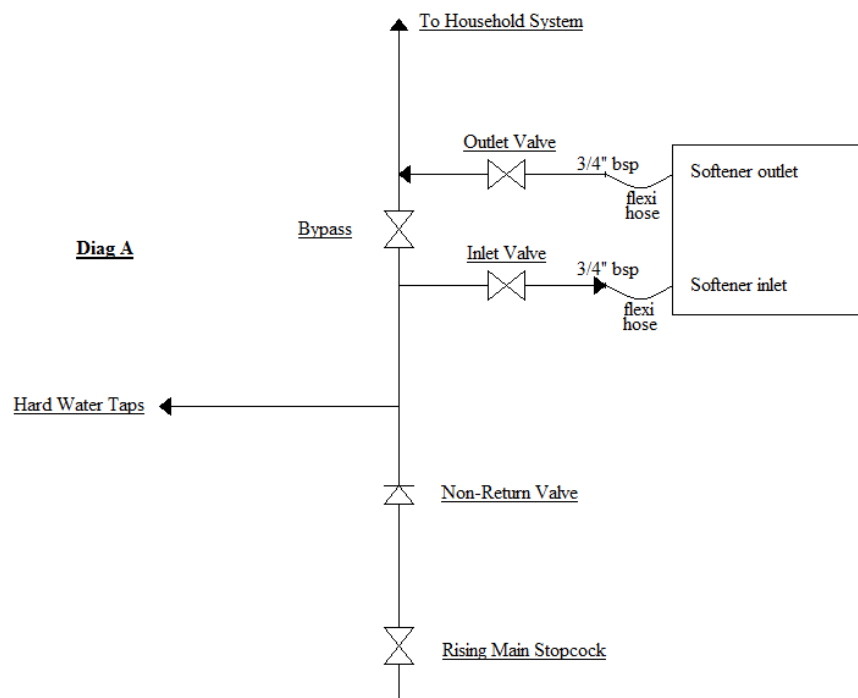 To Household System
Outlet Valve
3/4" bsp
Softener outlet
flexi
hose
Bypass
Diag A
Inlet Valve
3/4" bsp
Softener inlet
flexi
hose
Hard Water Taps
Non-Return Valve
Rising Main Stopcock